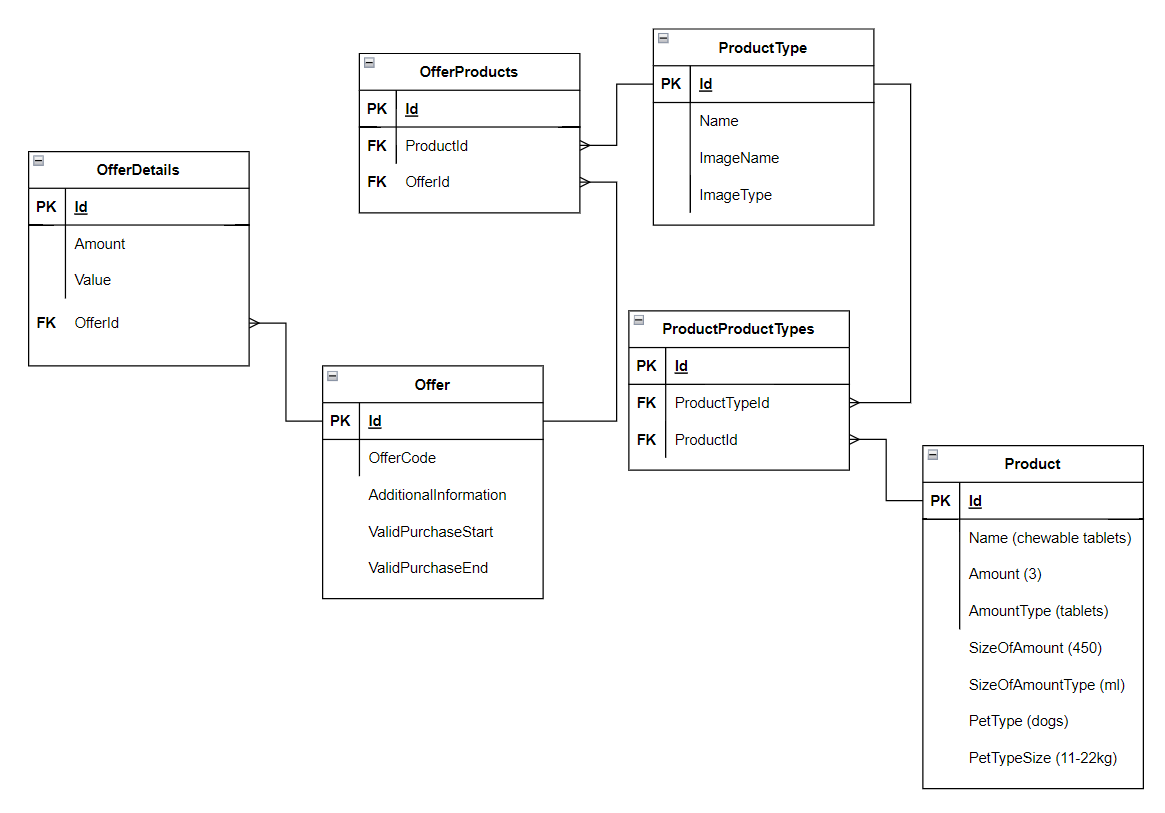 OfferDetails
PK Id
Amount
Value
FK OfferId
OfferProducts
PK Id
FK ProductId
FK OfferId
ProductType
PK Id
Name
ImageName
ImageType
Offer
PK Id
OfferCode
AdditionalInformation
ValidPurchaseStart
ValidPurchaseEnd
ProductProductTypes
PK Id
FK ProductTypeId
FK ProductId
Product
PK Id
Name (chewable tablets)
Amount (3)
AmountType (tablets)
SizeOfAmount (450)
SizeOfAmountType (ml)
PetType (dogs)
PetTypeSize (11-22kg)